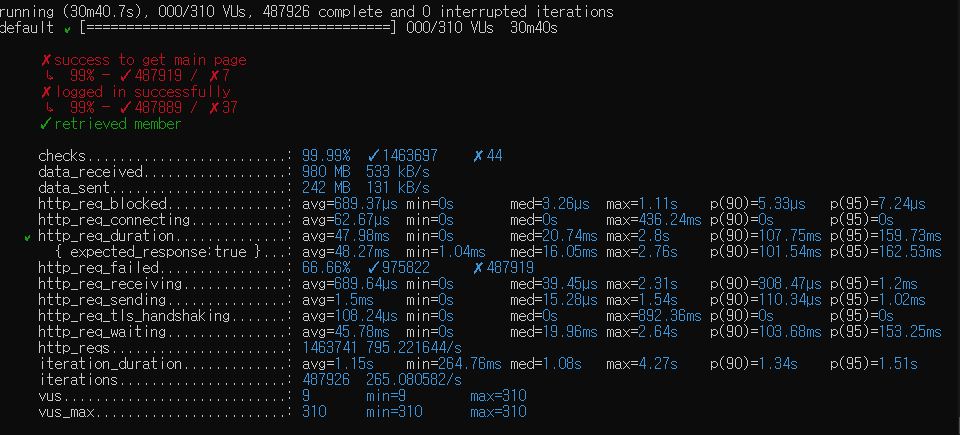 running (30m40.7s), 000/310 VUs, 487926 complete and 0 interrupted iterations
default ✓ [======================================] 000/310 VUs  30m40s

✗ success to get main page
↳  99% — ✓ 487919 / ✗ 7
✗ logged in successfully
↳  99% — ✓ 487889 / ✗ 37
✓ retrieved member

checks.........................: 99.99%  ✓ 1463697     ✗ 44
data_received..................: 980 MB  533 kB/s
data_sent......................: 242 MB  131 kB/s
http_req_blocked...............: avg=689.37µs min=0s       med=3.26µs  max=1.11s    p(90)=5.33µs   p(95)=7.24µs
http_req_connecting............: avg=62.67µs  min=0s       med=0s      max=436.24ms p(90)=0s       p(95)=0s
✓ http_req_duration..............: avg=47.98ms  min=0s       med=20.74ms max=2.8s     p(90)=107.75ms p(95)=159.73ms
{ expected_response:true }...: avg=48.27ms  min=1.04ms   med=16.05ms max=2.76s    p(90)=101.54ms p(95)=162.53ms
http_req_failed................: 66.66%  ✓ 975822      ✗ 487919
http_req_receiving.............: avg=689.64µs min=0s       med=39.45µs max=2.31s    p(90)=308.47µs p(95)=1.2ms
http_req_sending...............: avg=1.5ms    min=0s       med=15.28µs max=1.54s    p(90)=110.34µs p(95)=1.02ms
http_req_tls_handshaking.......: avg=108.24µs min=0s       med=0s      max=892.36ms p(90)=0s       p(95)=0s
http_req_waiting...............: avg=45.78ms  min=0s       med=19.96ms max=2.64s    p(90)=103.68ms p(95)=153.25ms
http_reqs......................: 1463741 795.221644/s
iteration_duration.............: avg=1.15s    min=264.76ms med=1.08s   max=4.27s    p(90)=1.34s    p(95)=1.51s
iterations.....................: 487926  265.080582/s
vus............................: 9       min=9         max=310
vus_max........................: 310     min=310       max=310